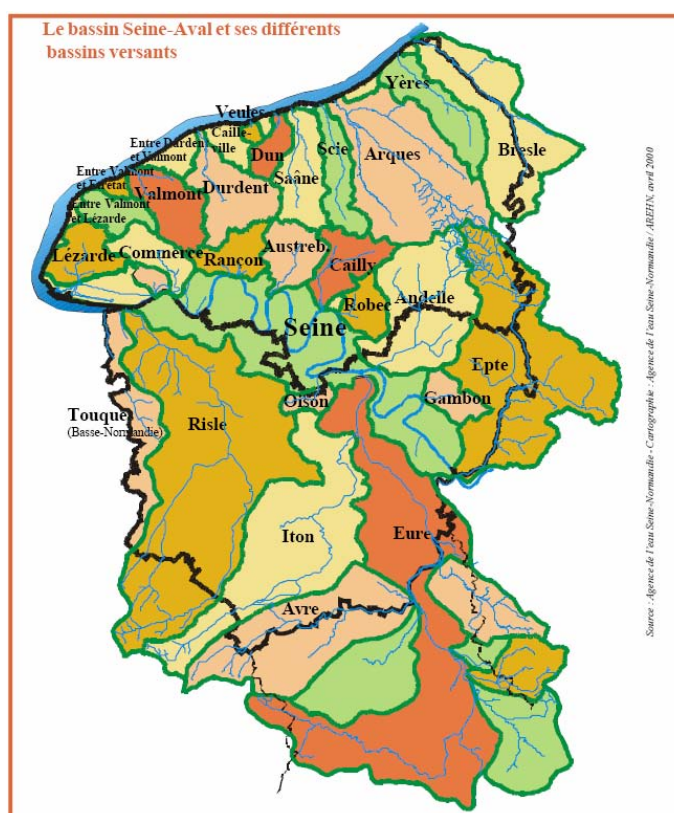 Le bassin Seine-Aval et ses différents
bassins versants
Yères
Veules
Caille-
ville
Bresle
Entre Durdent
et Valmont
Dun
Scie
Arques
Saâne
Entre Valmont
et Etretat
Valmont
Durdent
Entre Valmont
et Lézarde
Lézarde
Commerce
Rançon
Austreb.
Cailly
Robec
Andelle
Seine
Epte
Oison
Gambon
Touque
(Basse-Normandie)
Risle
Iton
Eure
Avre
Source : Agence de l'eau Seine-Normandie - Cartographie : Agence de l'eau Seine-Normandie / AREHN, avril 2000